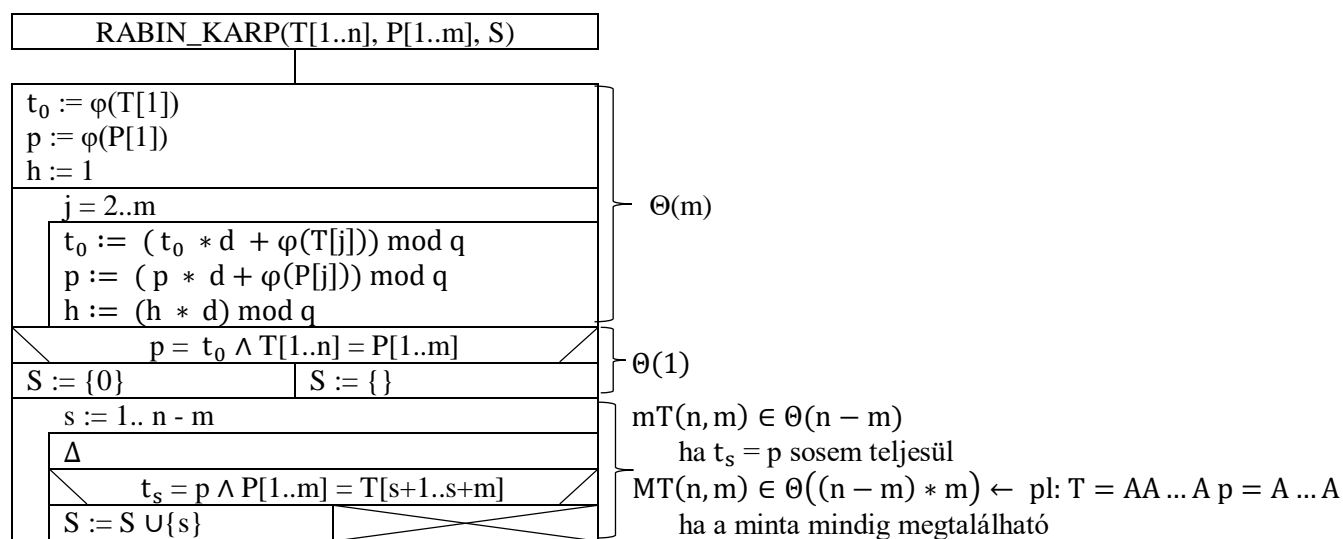 RABIN_KARP(T[1..n], P[1..m], S)
t₀ := φ(T[1])
p := φ(P[1])
h := 1
j = 2..m
t₀ := ( t₀ * d + φ(T[j])) mod q
p := ( p * d + φ(P[j])) mod q
h := (h * d) mod q
Θ(m)
p = t₀ ∧ T[1..n] = P[1..m]
S := {0}
S := {}
Θ(1)
s := 1.. n - m
Δ
tₛ = p ∧ P[1..m] = T[s+1..s+m]
S := S ∪{s}
mT(n, m) ∈ Θ(n − m)
ha tₛ = p sosem teljesül
MT(n, m) ∈ Θ((n − m) * m) ← pl: T = AA … A p = A … A
ha a minta mindig megtalálható